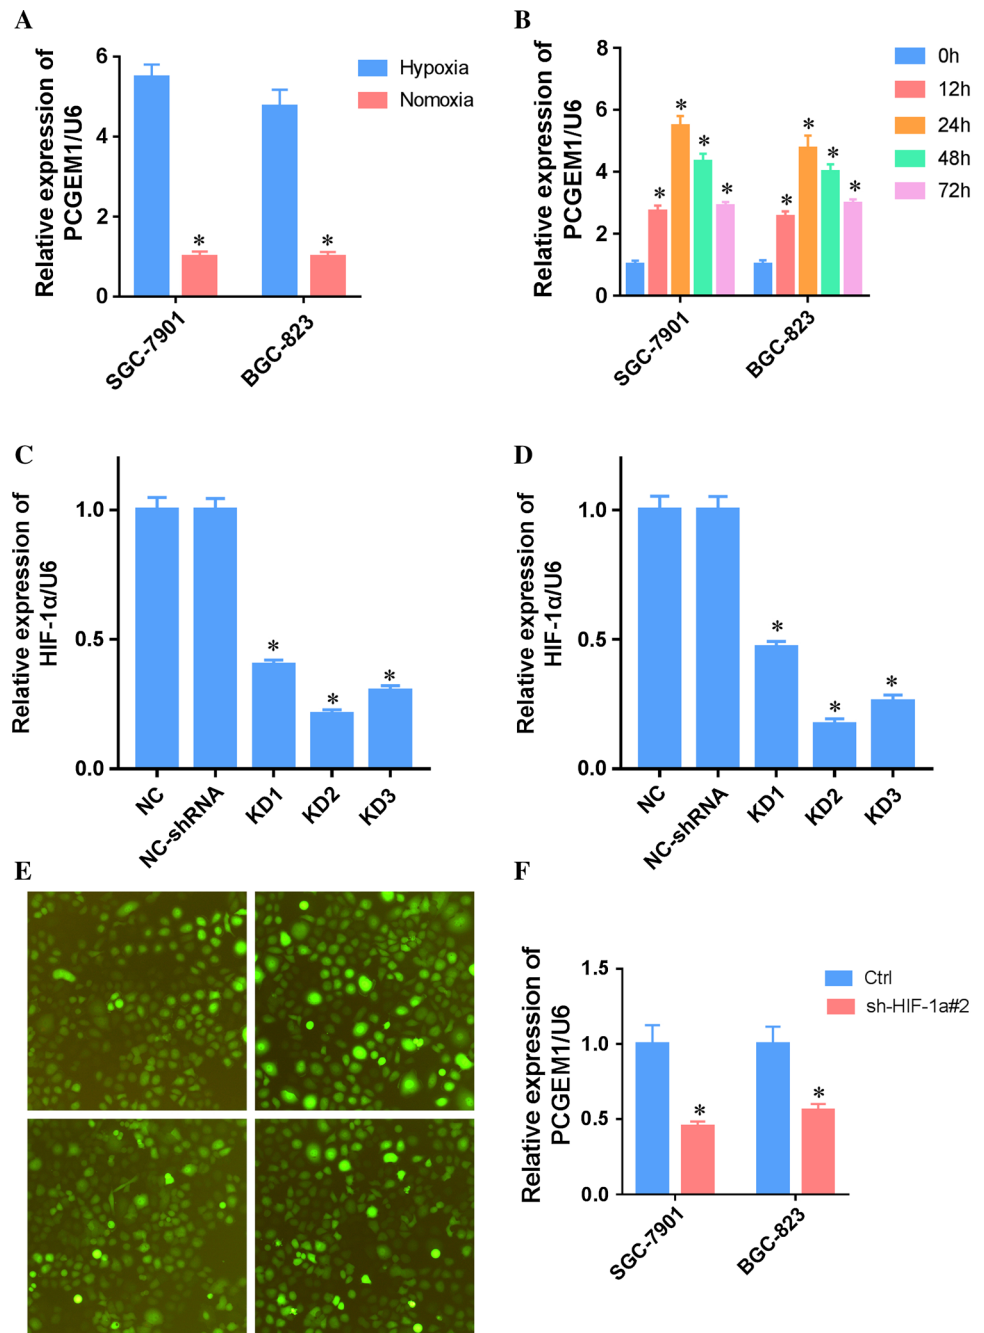 A
Relative expression of
PCGEM1/U6
6
4
2
0
Hypoxia
Nomoxia
*
*
SGC-7901
BGC-823
B
Relative expression of
PCGEM1/U6
8
6
4
2
0
0h
12h
24h
48h
72h
*
*
*
*
*
*
*
*
SGC-7901
BGC-823
C
Relative expression of
HIF-1α/U6
1.0
0.5
0.0
*
*
*
NC
NC-shRNA
KD1
KD2
KD3
D
Relative expression of
HIF-1α/U6
1.0
0.5
0.0
*
*
*
NC
NC-shRNA
KD1
KD2
KD3
E
F
Relative expression of
PCGEM1/U6
1.5
1.0
0.5
0.0
Ctrl
sh-HIF-1a#2
*
*
SGC-7901
BGC-823